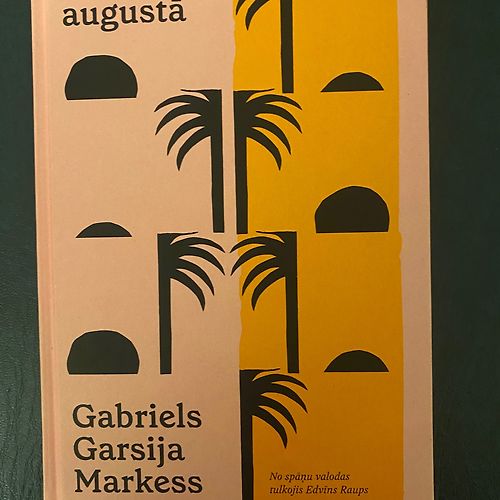 augustā
Gabriels
Garsija
Markess
No spāņu valodas
tulkojis Edvīns Raups